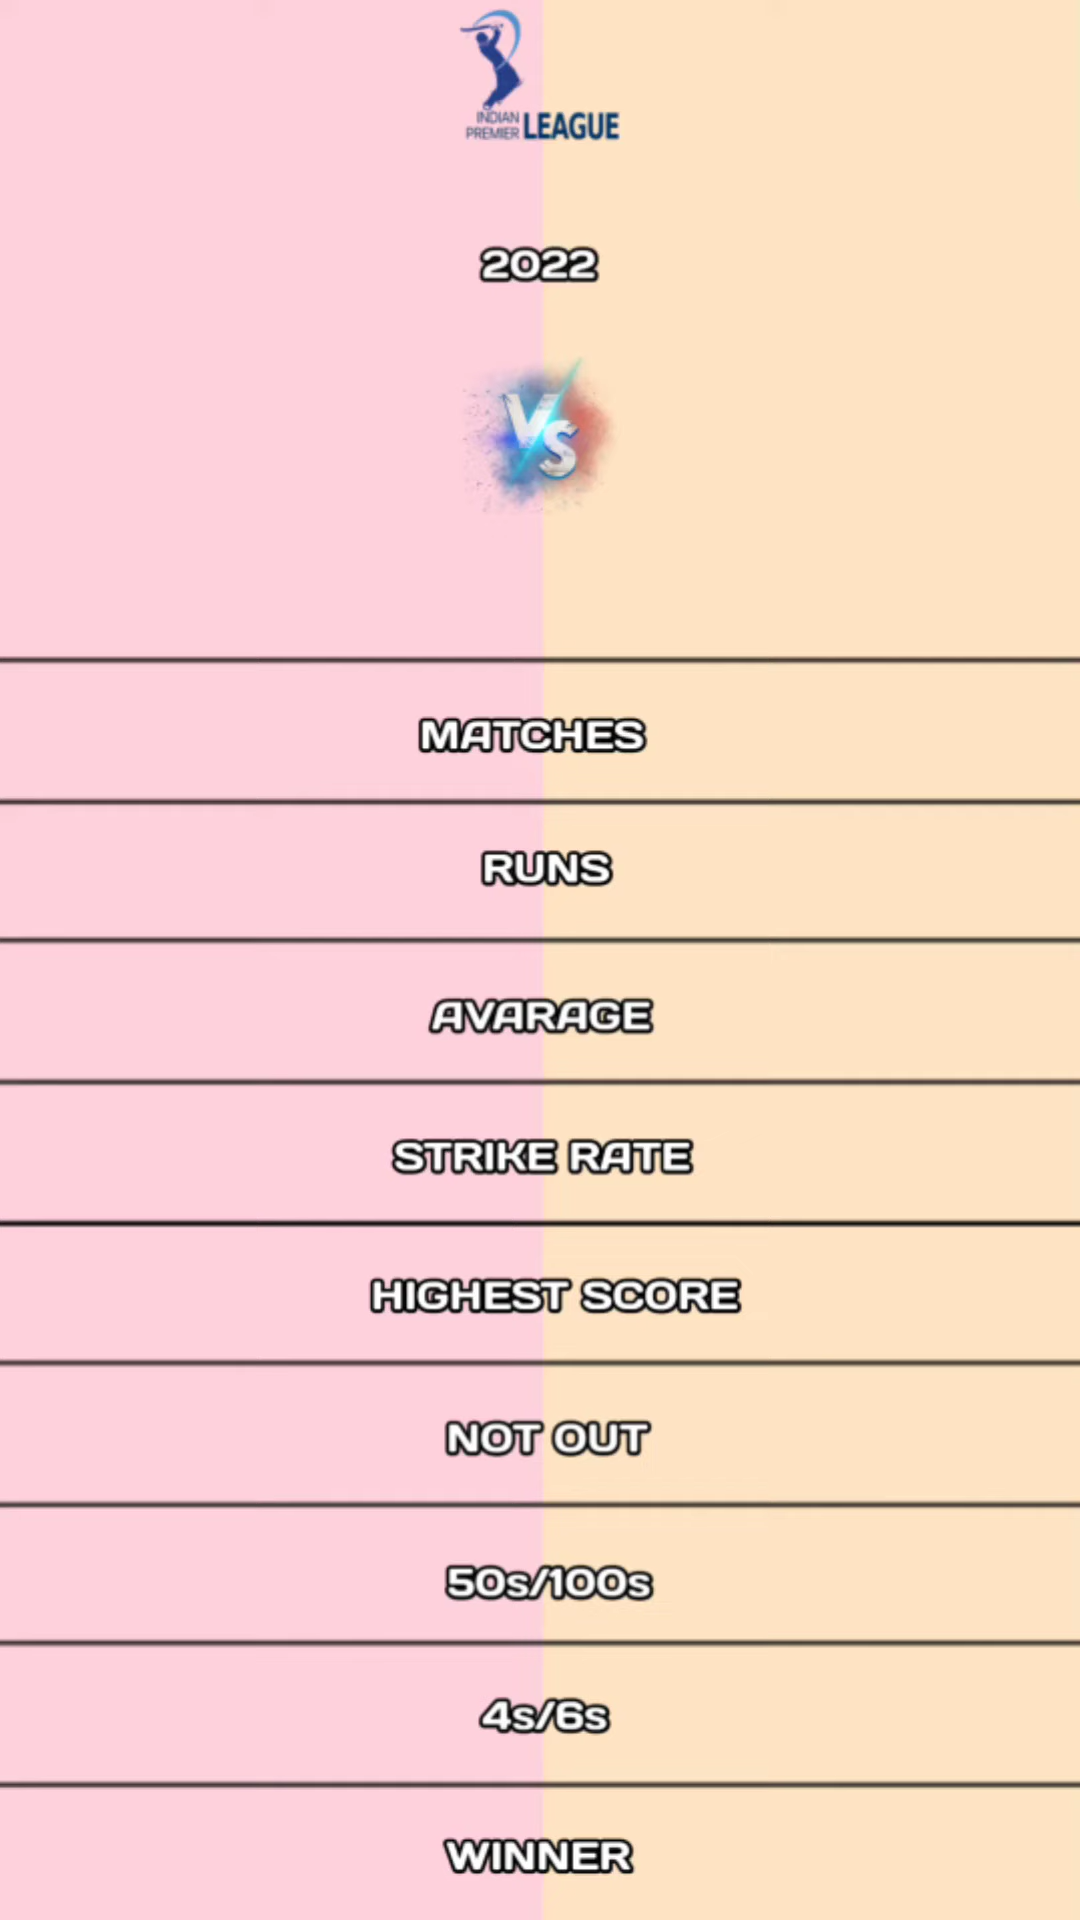 INDIAN
PREMIER LEAGUE
2022
VS
MATCHES
RUNS
AVARAGE
STRIKE RATE
HIGHEST SCORE
NOT OUT
50s/100s
4s/6s
WINNER